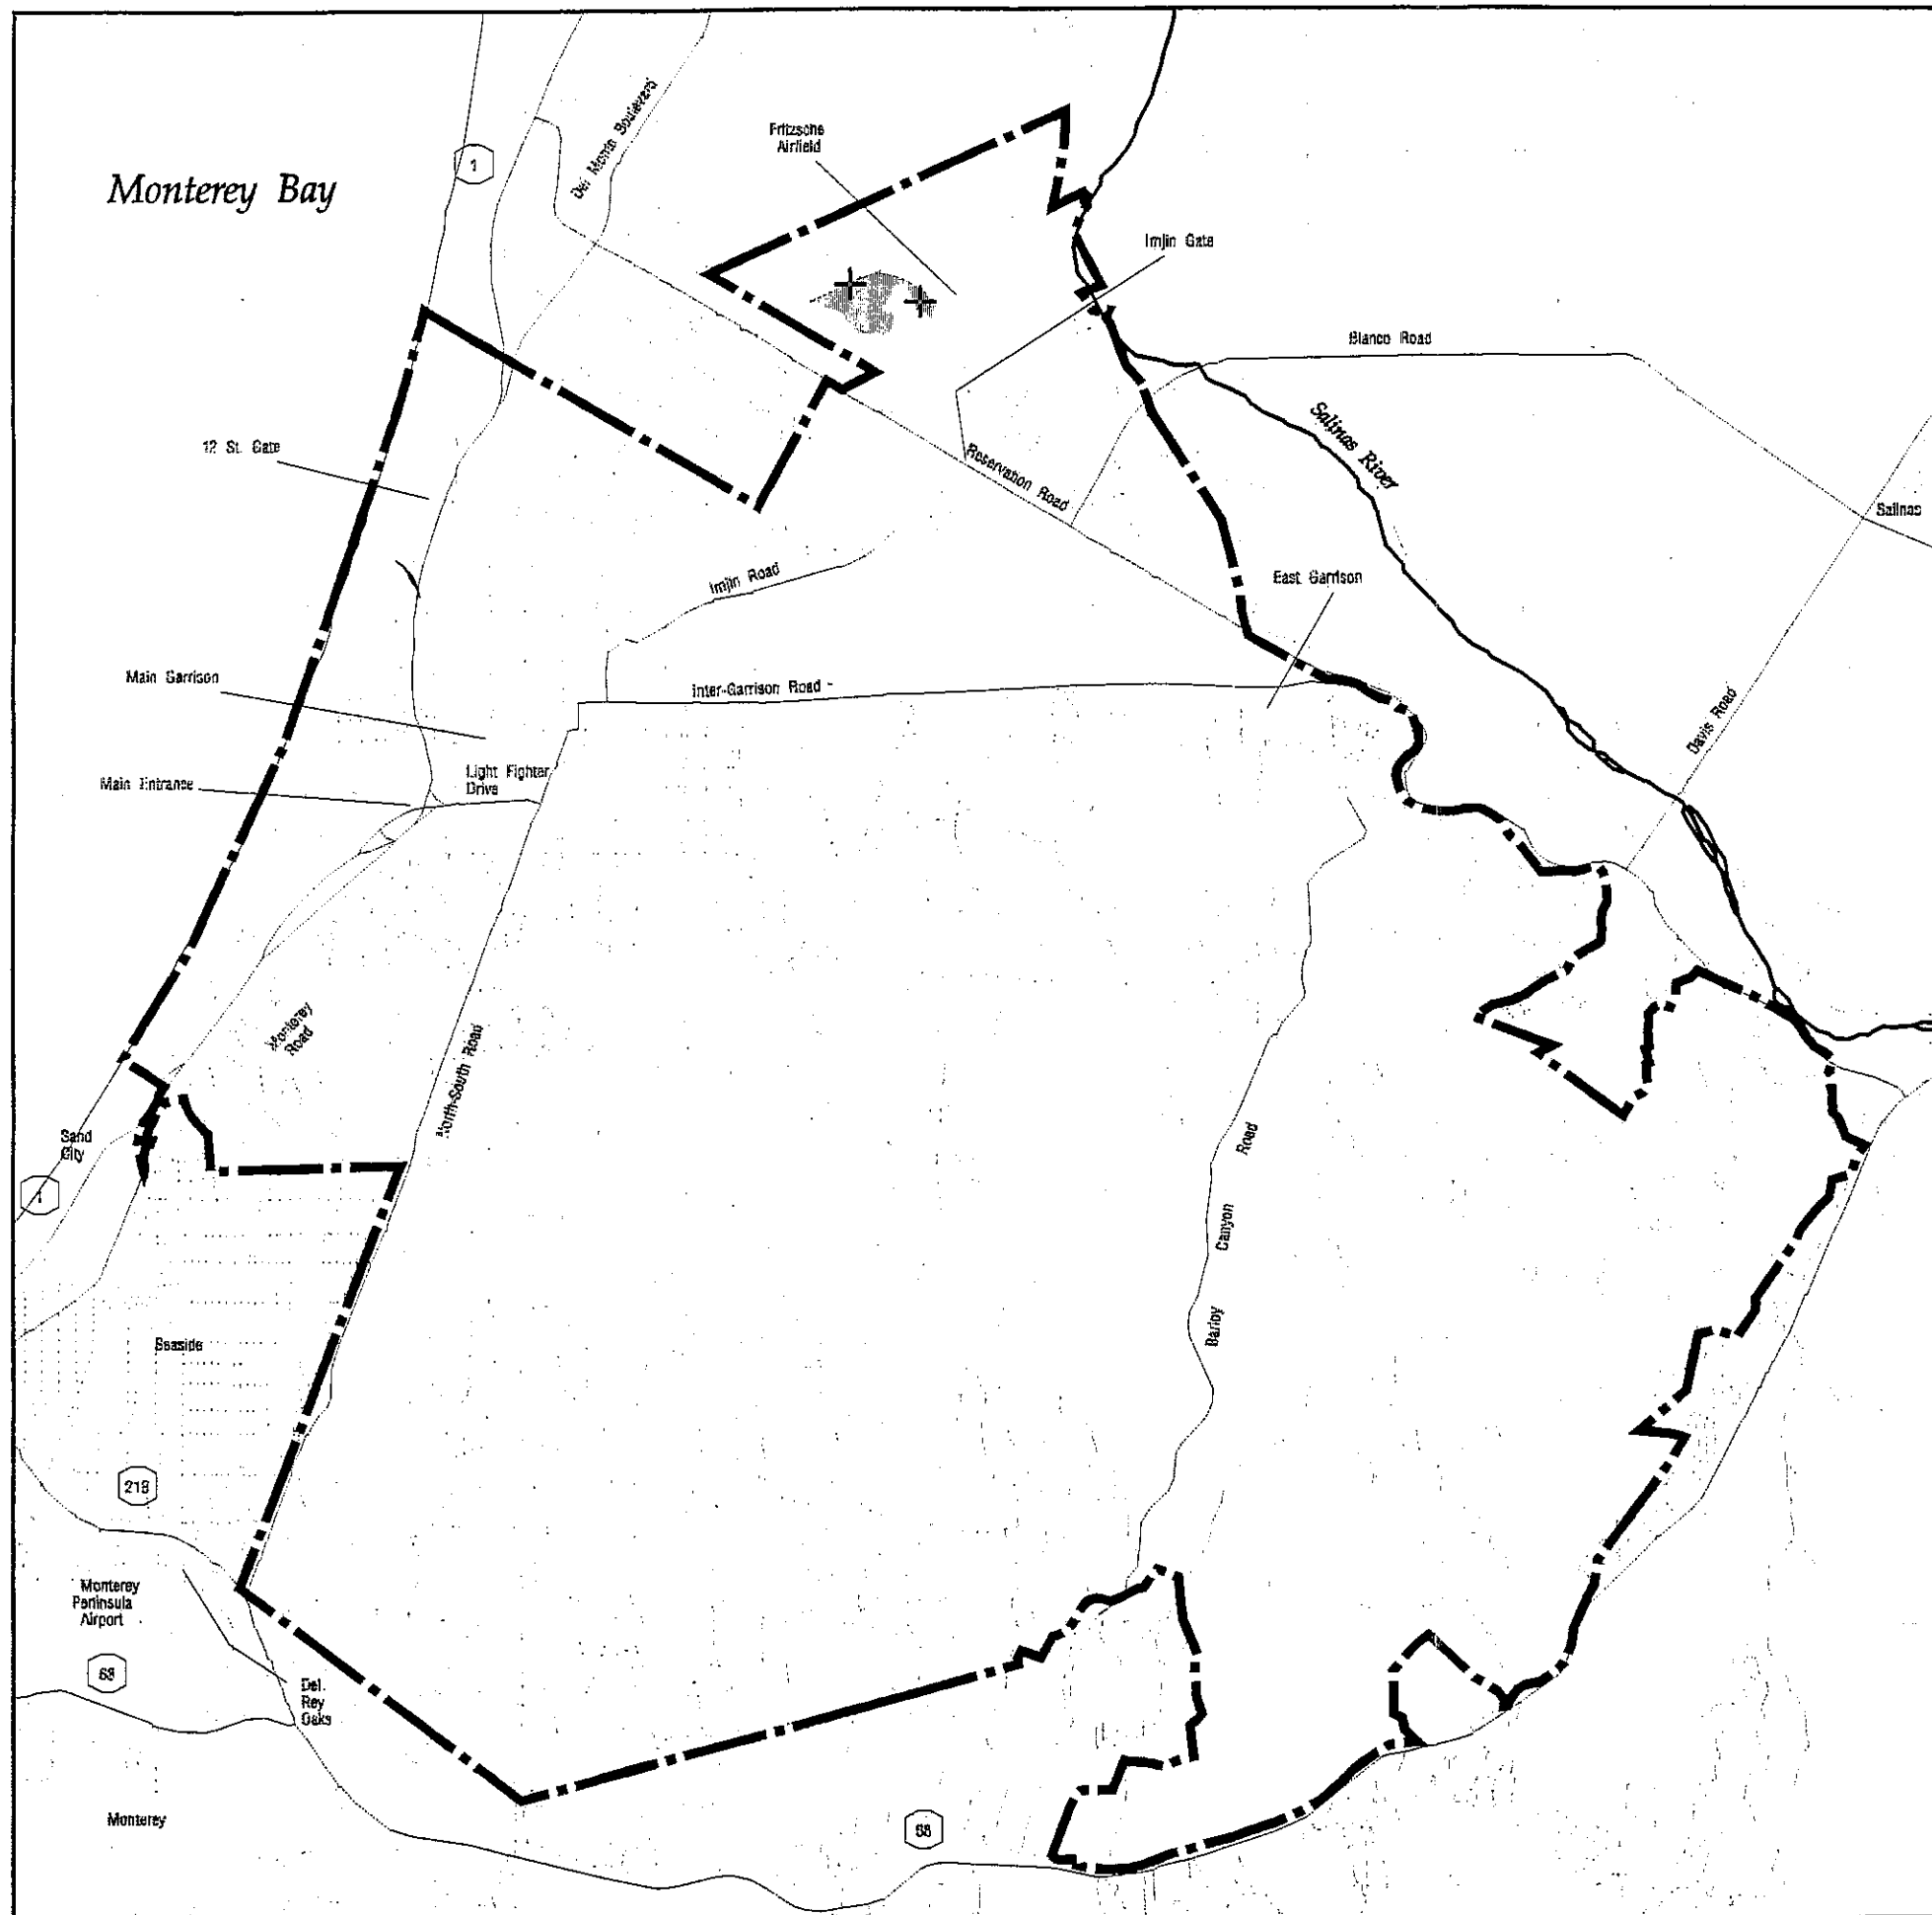 Monterey Bay
1
Del Monte Boulevard
Fritzsche
Airfield
Imjin Gate
Blanco Road
Salinas River
12 St. Gate
Reservation Road
Salinas
Imjin Road
East Garrison
Main Garrison
Inter-Garrison Road
Davis Road
Main Entrance
Light Fighter
Drive
Monterey
Road
North-South Road
Sand
City
1
Road
Canyon
Barloy
Seaside
218
Monterey
Peninsula
Airport
68
Del
Rey
Oaks
Monterey
68